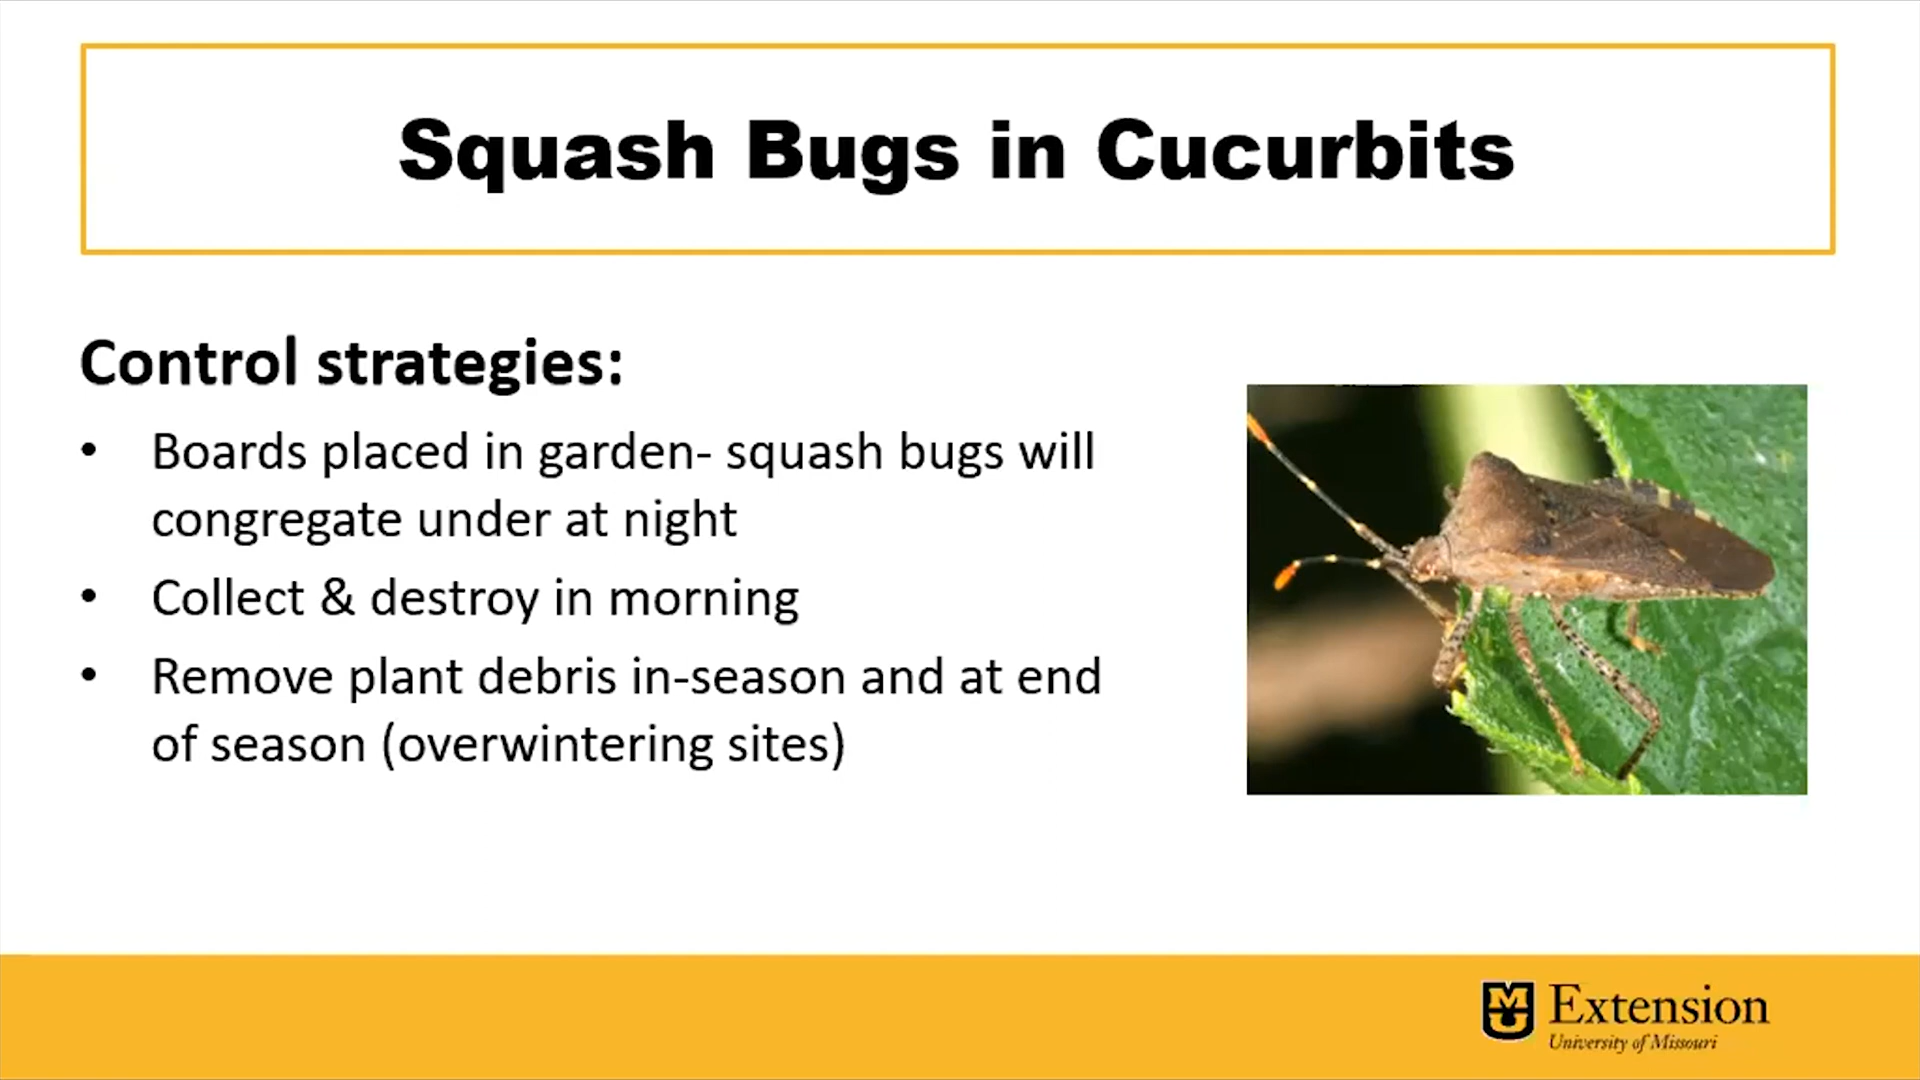 Squash Bugs in Cucurbits
Control strategies:
• Boards placed in garden- squash bugs will
congregate under at night
• Collect & destroy in morning
• Remove plant debris in-season and at end
of season (overwintering sites)
MU Extension
University of Missouri